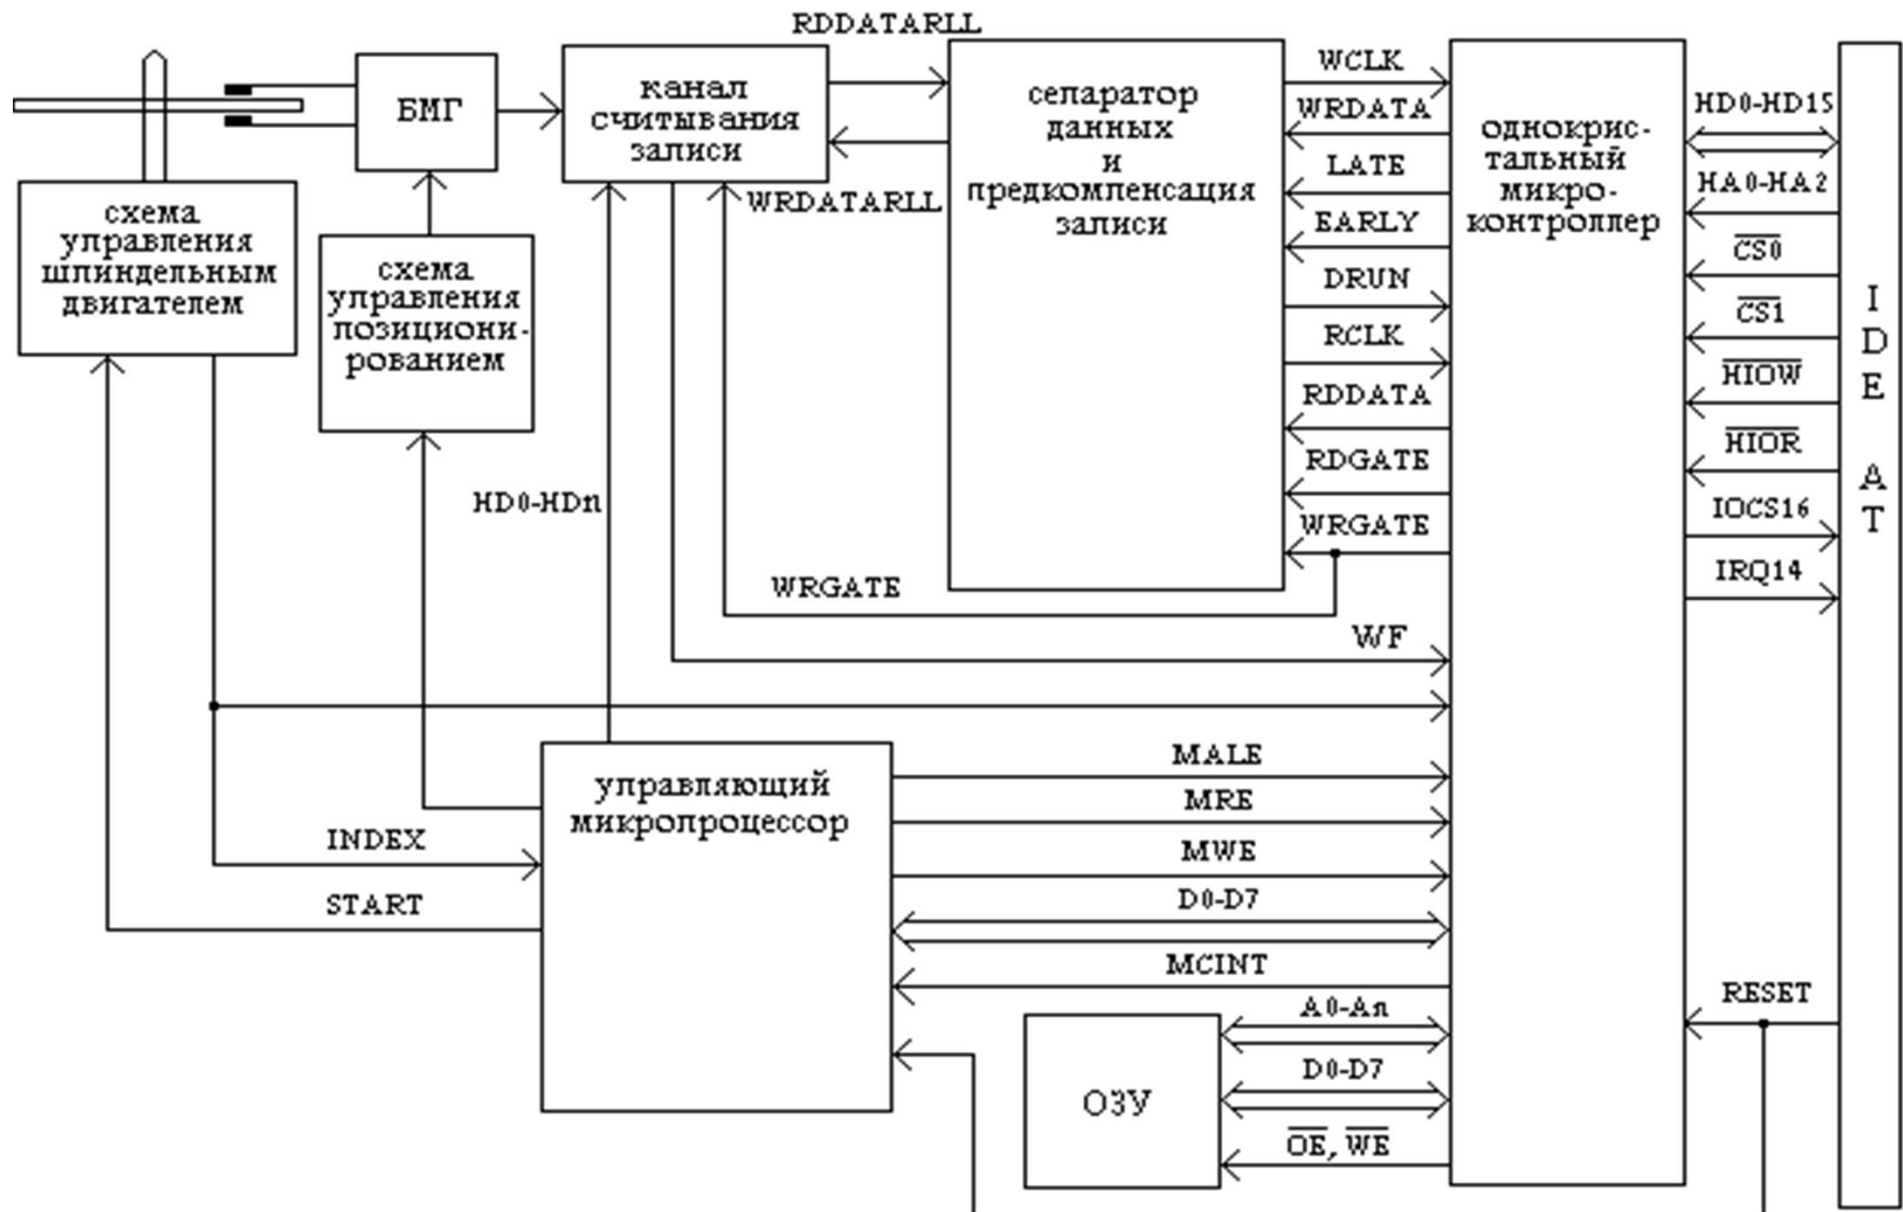 RDDATARLL
БМГ
канал
считывания
записи
WRDATARLL
сепаратор
данных
и
предкомпенсация
записи
WCLK
WRDATA
LATE
EARLY
DRUN
RCLK
RDDATA
RDGATE
WRGATE
однокрис-
тальный
микро-
контроллер
HD0-HD15
HA0-HA2
CS0
CS1
HIOW
HIOR
IOCS16
IRQ14
IDE AT
схема
управления
шпиндельным
двигателем
схема
управления
позициони-
рованием
HD0-HDn
WRGATE
WF
управляющий
микропроцессор
INDEX
START
MALE
MRE
MWE
D0-D7
MCINT
A0-An
D0-D7
OE, WE
ОЗУ
RESET